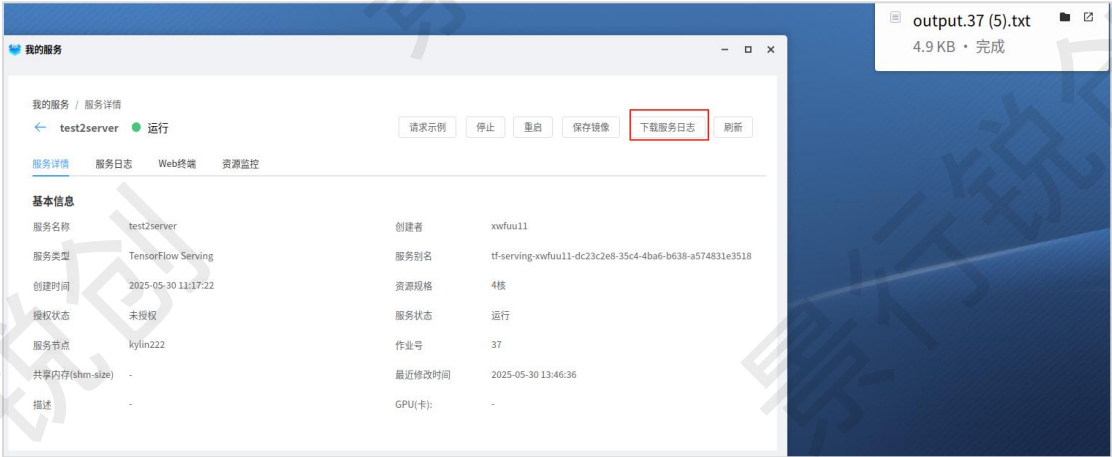 output.37 (5).txt
4.9 KB • 完成
我的服务
我的服务 / 服务详情
← test2server 运行 请求示例 停止 重启 保存镜像 下载服务日志 刷新
服务详情 服务日志 Web终端 资源监控
基本信息
服务名称 test2server 创建者 xwfuu11
服务类型 TensorFlow Serving 服务别名 tf-serving-xwfuu11-dc23c2e8-35c4-4ba6-b638-a574831e3518
创建时间 2025-05-30 11:17:22 资源规格 4核
授权状态 未授权 服务状态 运行
服务节点 kylin222 作业号 37
共享内存(shm-size) - 最近修改时间 2025-05-30 13:46:36
描述 - GPU(卡): -
锐创
景行锐创